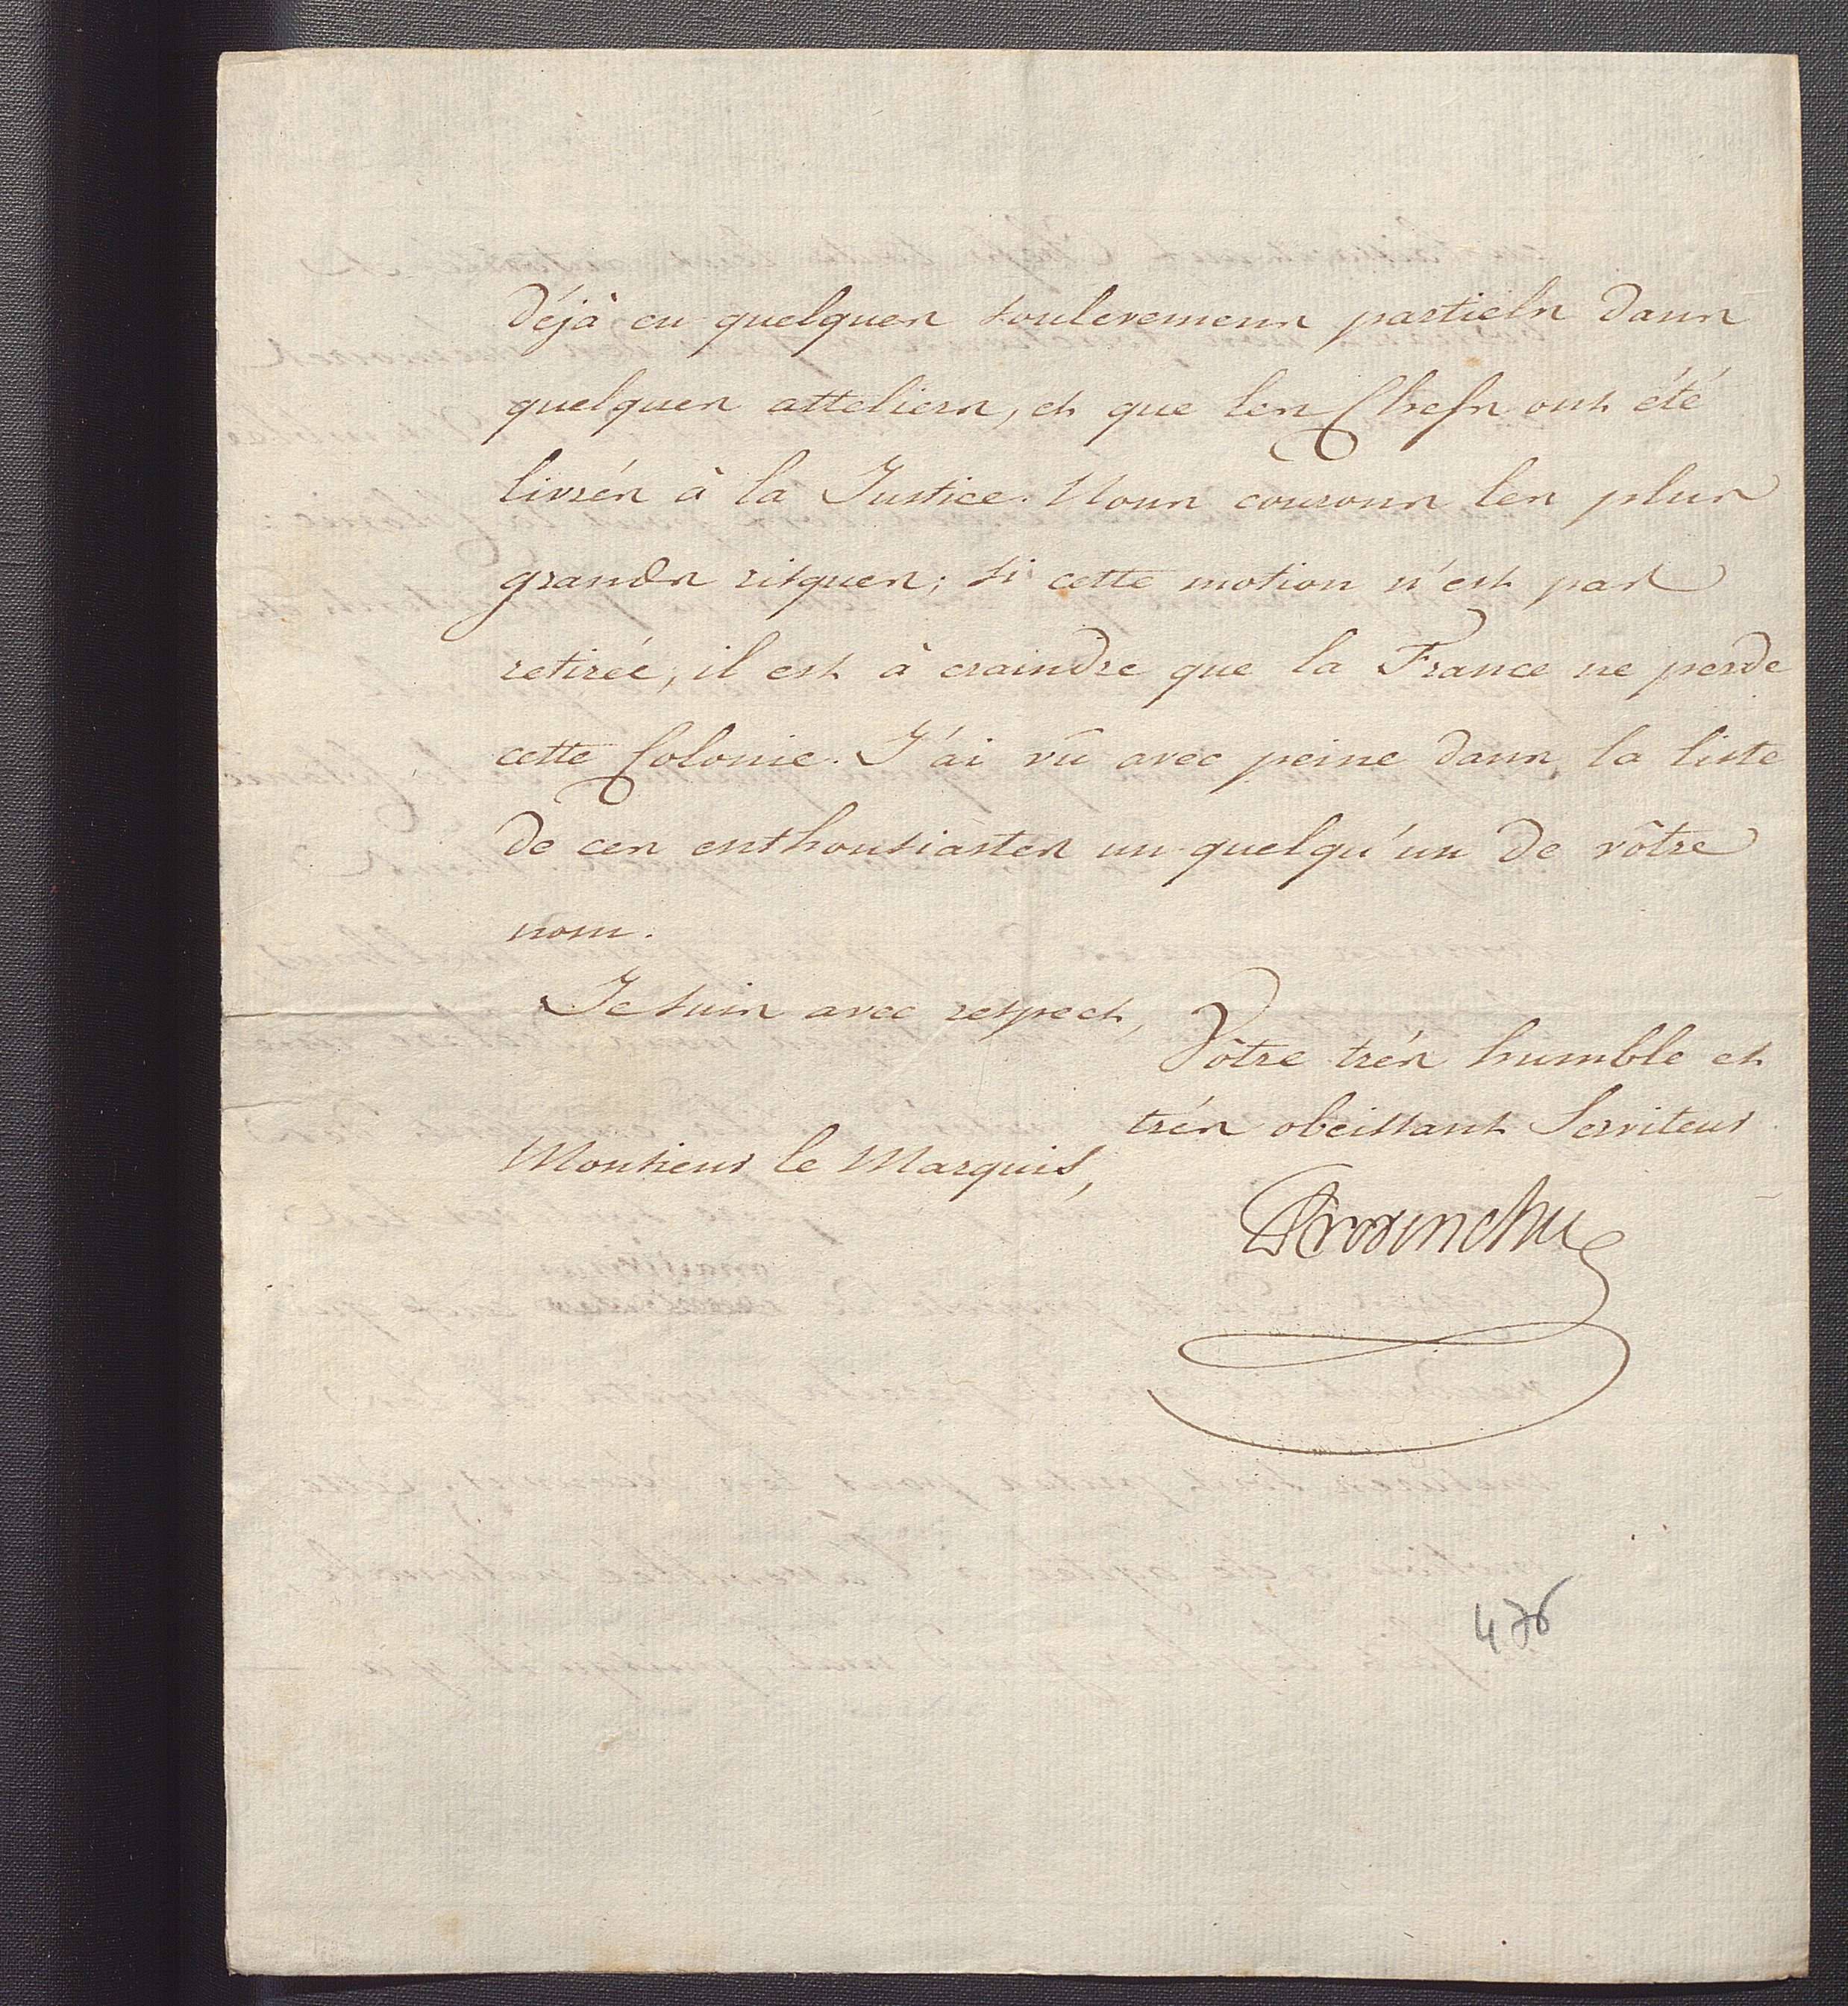 déjà eu quelques soulevemens partiels dans
quelques atteliers, et que les Chefs ont été
livrés à la Justice. Nous courons les plus
grands risques; si cette motion n'est pas
retirée, il est à craindre que la France ne perde
cette Colonie. J'ai vû avec peine dans la liste
de ces enthousiastes un quelqu'un de vôtre
nom.
Je suis avec respect,
Vôtre très humble et
très obeissant Serviteur
Monsieur le Marquis,
476